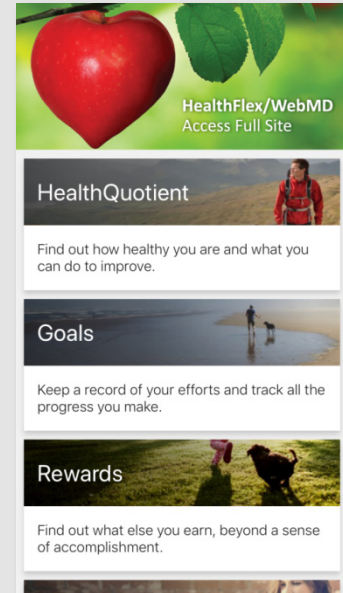 HealthFlex/WebMD
Access Full Site
HealthQuotient
Find out how healthy you are and what you
can do to improve.
Goals
Keep a record of your efforts and track all the
progress you make.
Rewards
Find out what else you earn, beyond a sense
of accomplishment.